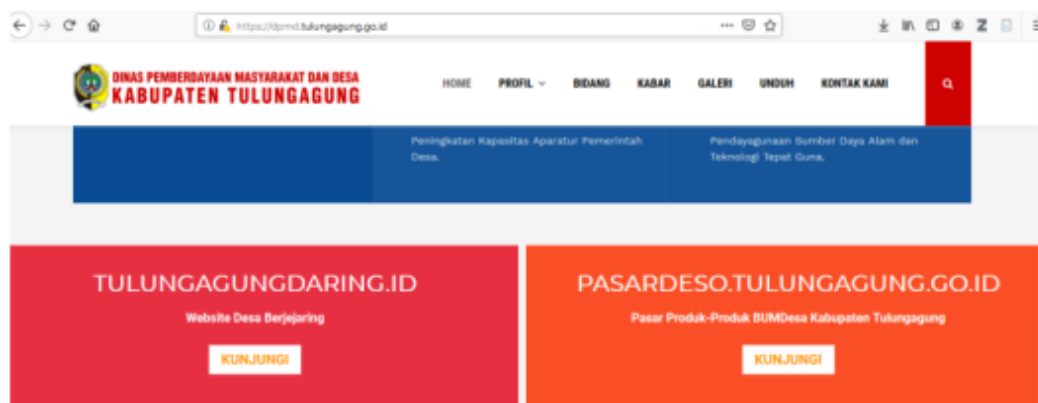 https://dpmd.tulungagung.go.id
DINAS PEMBERDAYAAN MASYARAKAT DAN DESA
KABUPATEN TULUNGAGUNG
HOME PROFIL BIDANG KABAR GALERI UNDUH KONTAK KAMI
Peningkatan Kapasitas Aparatur Pemerintah
Desa.
Pendayagunaan Sumber Daya Alam dan
Teknologi Tepat Guna.
TULUNGAGUNGDARING.ID
Website Desa Berjejaring
KUNJUNGI
PASARDESO.TULUNGAGUNG.GO.ID
Pasar Produk-Produk BUMDesa Kabupaten Tulungagung
KUNJUNGI